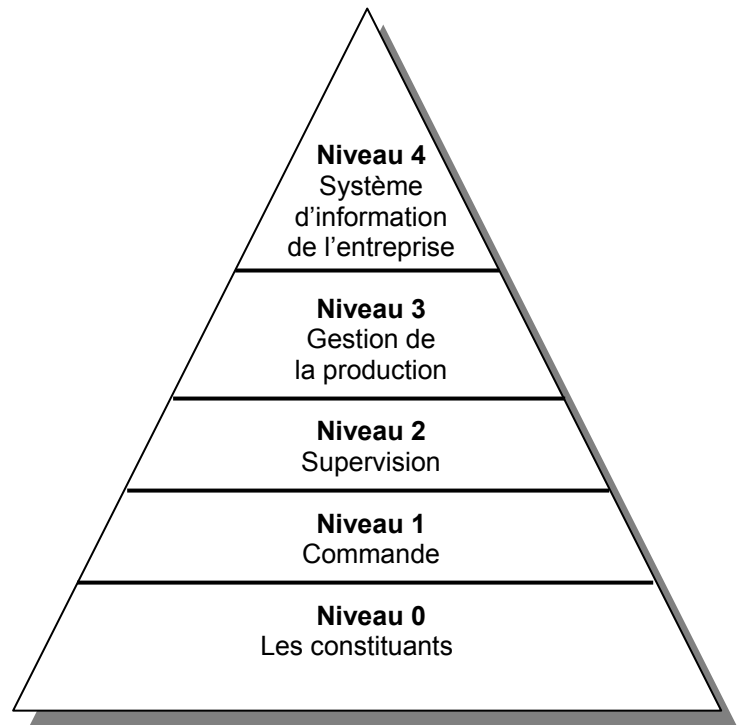 Niveau 4
Système
d’information
de l’entreprise
Niveau 3
Gestion de
la production
Niveau 2
Supervision
Niveau 1
Commande
Niveau 0
Les constituants